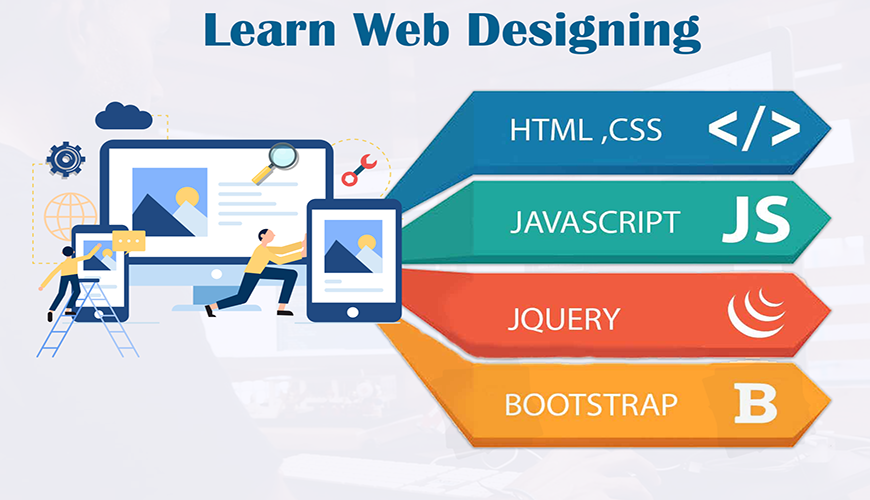 Learn Web Designing
HTML ,CSS </>
JAVASCRIPT JS
JQUERY
BOOTSTRAP B